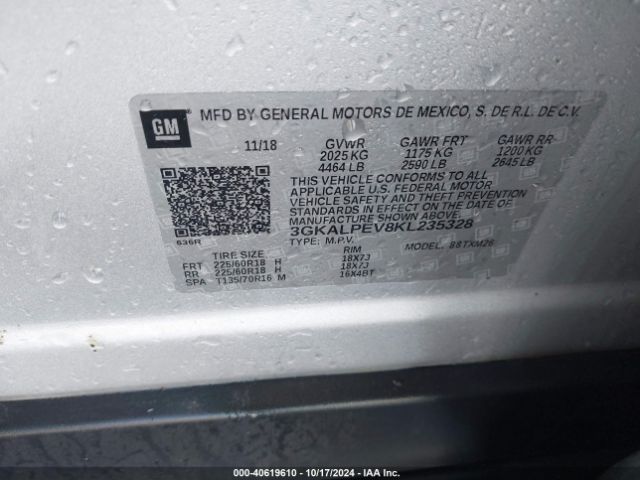 GM
MFD BY GENERAL MOTORS DE MEXICO, S. DE R.L. DE C.V.
11/18 GVWR GAWR FRT GAWR RR
2025 KG 1175 KG 1200 KG
4464 LB 2590 LB 2645 LB
THIS VEHICLE CONFORMS TO ALL
APPLICABLE U.S. FEDERAL MOTOR
VEHICLE SAFETY AND THEFT PREVENTION
STANDARDS IN EFFECT ON THE DATE OF
MANUFACTURE SHOWN ABOVE.
3GKALPEV8KL235328
636R
TYPE: M.P.V. MODEL: 88TXM26
TIRE SIZE RIM
FRT 225/60R18 H 18X7J
RR 225/60R18 H 18X7J
SPA T135/70R16 M 16X4BT
00-40619610 - 10/17/2024 - IAA Inc.